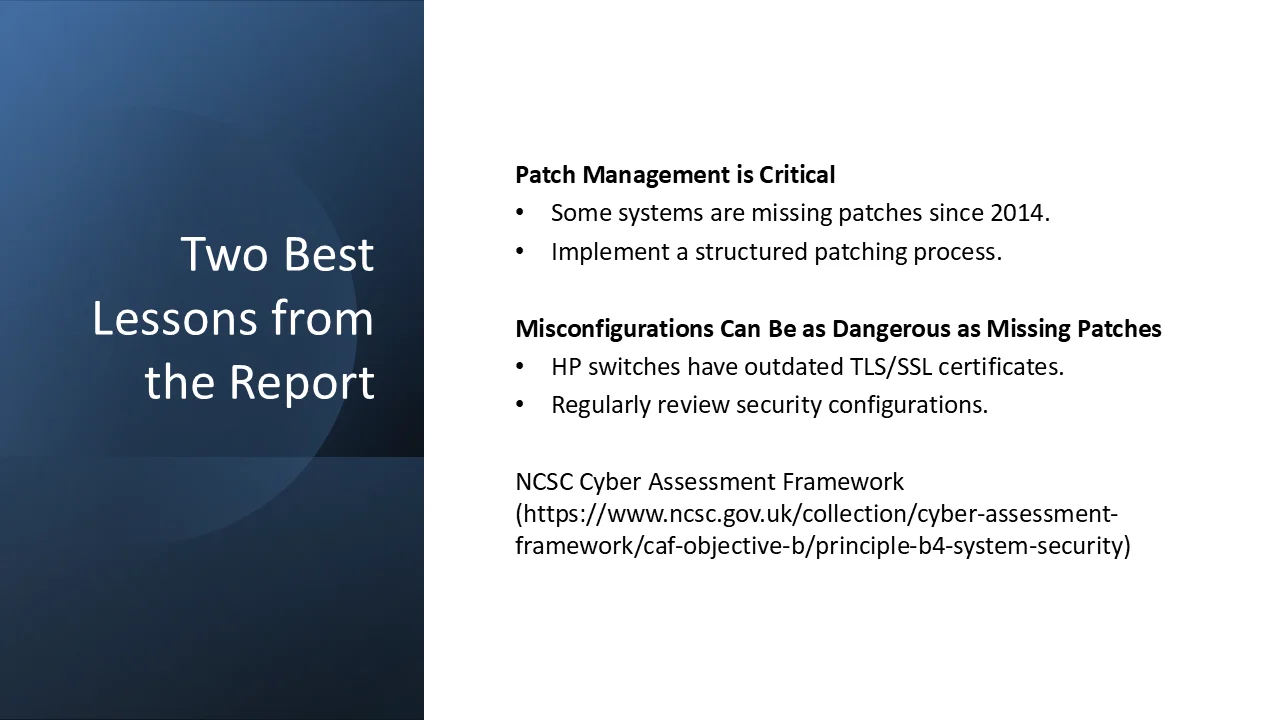 Two Best
Lessons from
the Report
Patch Management is Critical
• Some systems are missing patches since 2014.
• Implement a structured patching process.
Misconfigurations Can Be as Dangerous as Missing Patches
• HP switches have outdated TLS/SSL certificates.
• Regularly review security configurations.
NCSC Cyber Assessment Framework
(https://www.ncsc.gov.uk/collection/cyber-assessment-
framework/caf-objective-b/principle-b4-system-security)